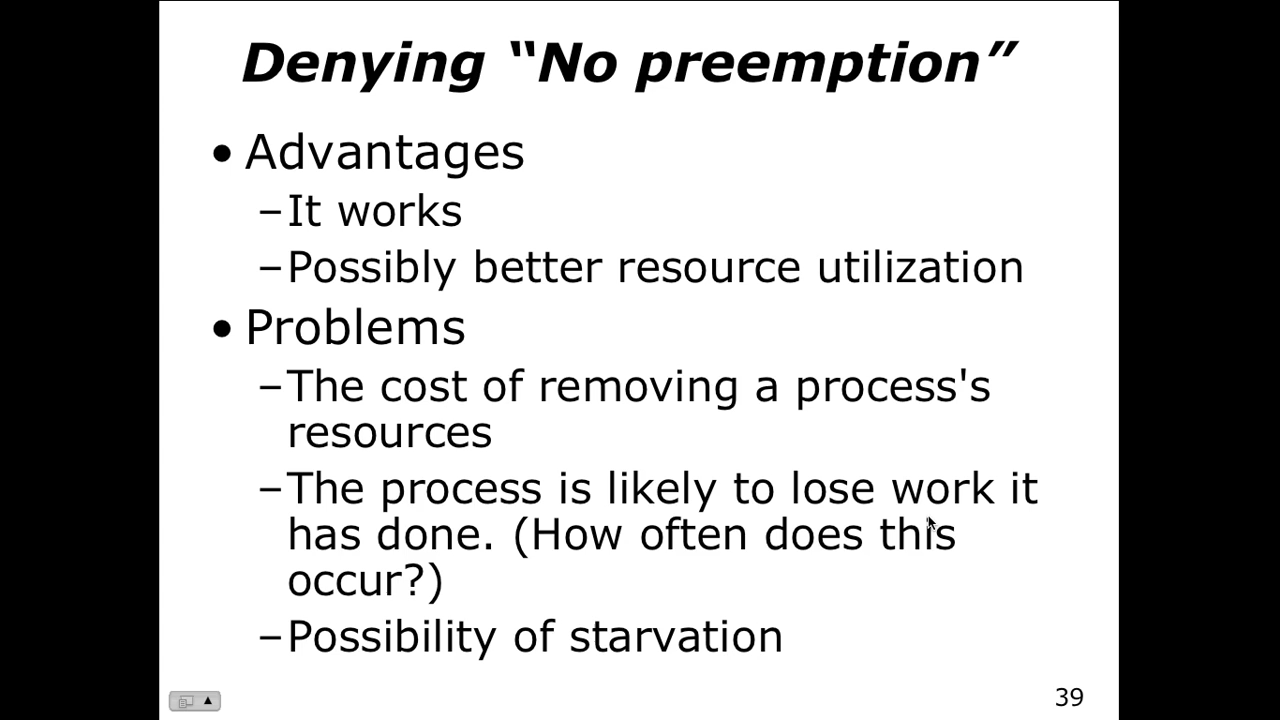 Denying “No preemption”
• Advantages
–It works
–Possibly better resource utilization
• Problems
–The cost of removing a process's
resources
–The process is likely to lose work it
has done. (How often does this
occur?)
–Possibility of starvation
39